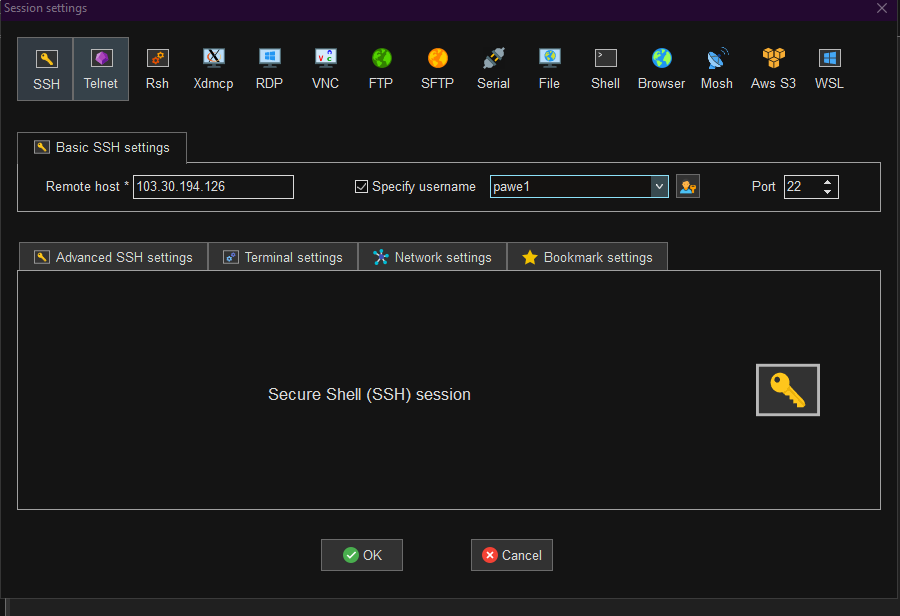 Session settings
SSH Telnet Rsh Xdmcp RDP VNC FTP SFTP Serial File Shell Browser Mosh Aws S3 WSL
Basic SSH settings
Remote host * 103.30.194.126 Specify username pawe1 Port 22
Advanced SSH settings Terminal settings Network settings Bookmark settings
Secure Shell (SSH) session
OK Cancel